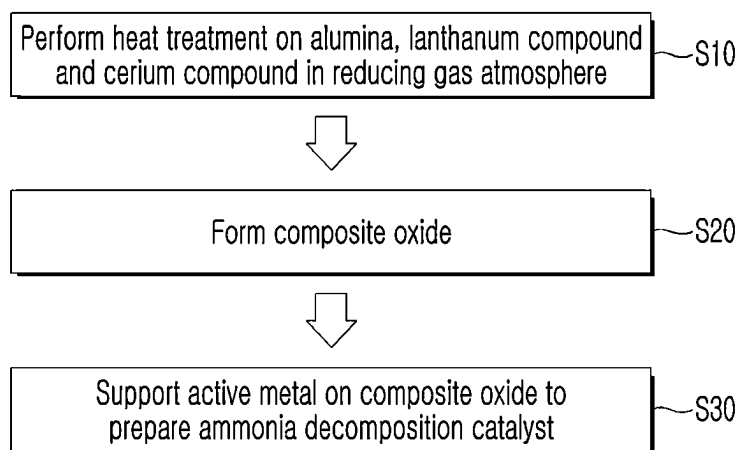 Perform heat treatment on alumina, lanthanum compound
and cerium compound in reducing gas atmosphere
S10
Form composite oxide
S20
Support active metal on composite oxide to
prepare ammonia decomposition catalyst
S30